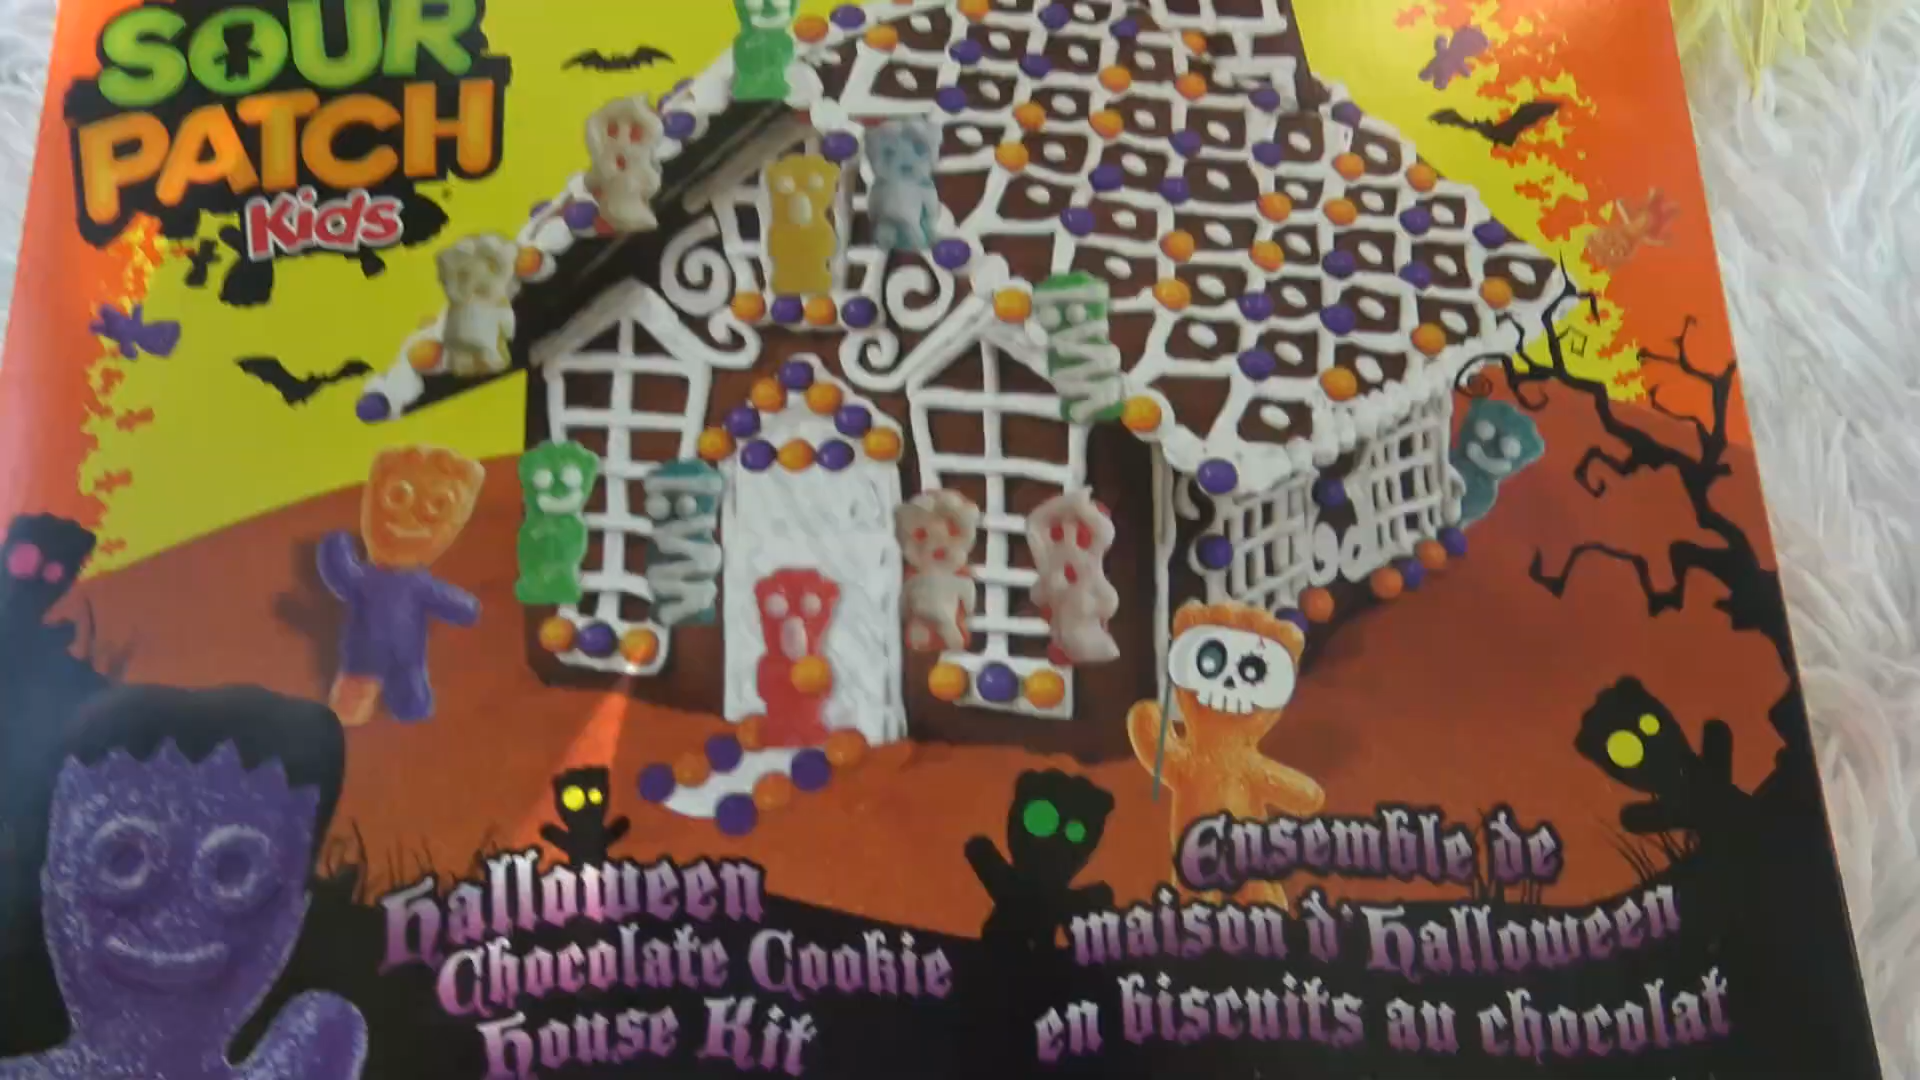 SOUR
PATCH
Kids
Halloween
Chocolate Cookie
House Kit
Ensemble de
maison d'Halloween
en biscuits au chocolat